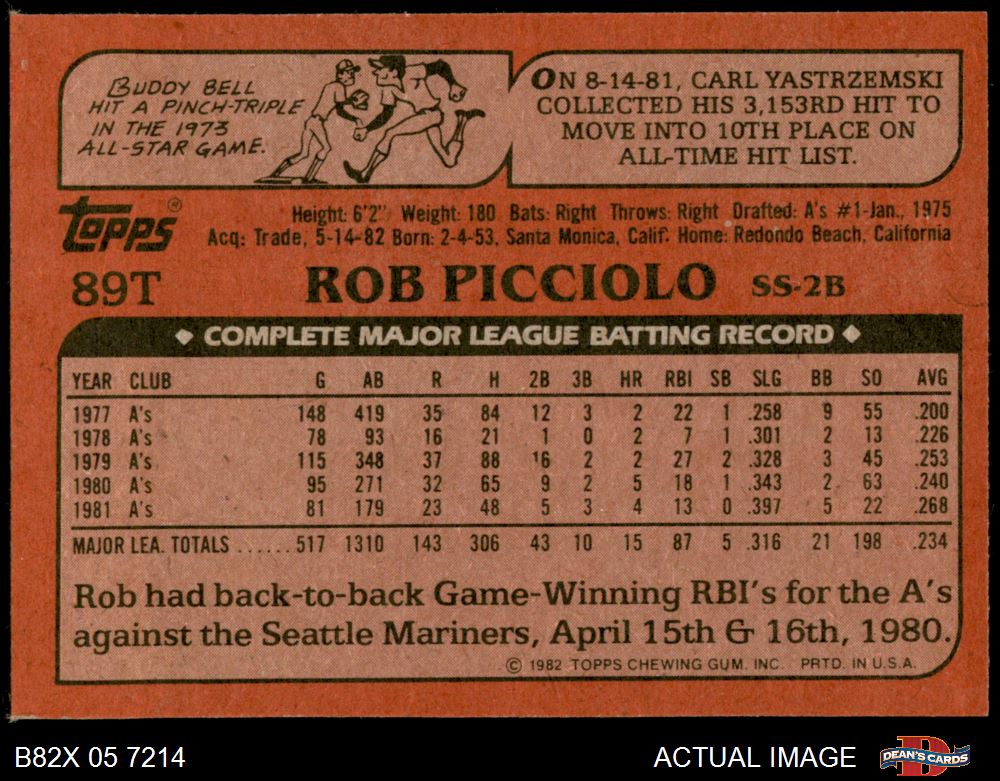 BUDDY BELL
HIT A PINCH-TRIPLE
IN THE 1973
ALL-STAR GAME.
ON 8-14-81, CARL YASTRZEMSKI
COLLECTED HIS 3,153RD HIT TO
MOVE INTO 10TH PLACE ON
ALL-TIME HIT LIST.
topps®
Height: 6'2" Weight: 180 Bats: Right Throws: Right Drafted: A's #1-Jan., 1975
Acq: Trade, 5-14-82 Born: 2-4-53, Santa Monica, Calif. Home: Redondo Beach, California
89T ROB PICCIOLO SS-2B
◆ COMPLETE MAJOR LEAGUE BATTING RECORD ◆
YEAR CLUB G AB R H 2B 3B HR RBI SB SLG BB SO AVG
1977 A's 148 419 35 84 12 3 2 22 1 .258 9 55 .200
1978 A's 78 93 16 21 1 0 2 7 1 .301 2 13 .226
1979 A's 115 348 37 88 16 2 2 27 2 .328 3 45 .253
1980 A's 95 271 32 65 9 2 5 18 1 .343 2 63 .240
1981 A's 81 179 23 48 5 3 4 13 0 .397 5 22 .268
MAJOR LEA. TOTALS ......517 1310 143 306 43 10 15 87 5 .316 21 198 .234
Rob had back-to-back Game-Winning RBI's for the A's
against the Seattle Mariners, April 15th & 16th, 1980.
© 1982 TOPPS CHEWING GUM, INC. PRTD. IN U.S.A.
B82X 05 7214 ACTUAL IMAGE DEAN'S CARDS